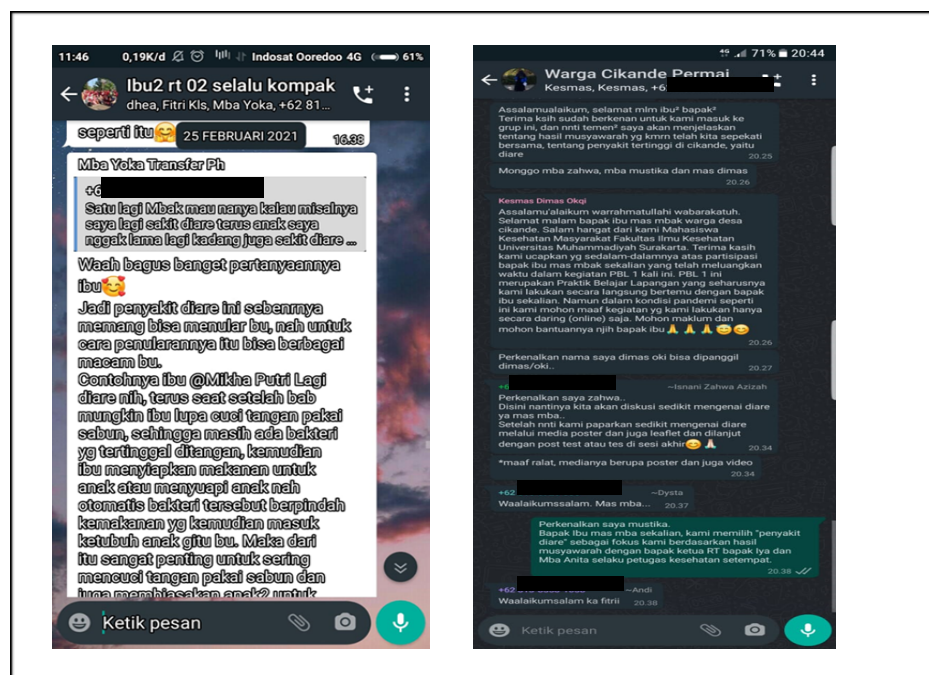 11:46 0,19K/d Indosat Ooredoo 4G 61%
Ibu2 rt 02 selalu kompak
dhea, Fitri Kls, Mba Yoka, +62 81...
seperti itu
25 FEBRUARI 2021
16.38
Mba Yoka Transfer Ph
+6
Satu lagi Mbak mau nanya kalau misalnya
saya lagi sakit diare terus anak saya
nggak lama lagi kadang juga sakit diare ...
Waah bagus banget pertanyaannya
ibu🥰
Jadi penyakit diare ini sebenrnya
memang bisa menular bu, nah untuk
cara penularannya itu bisa berbagai
macam bu.
Contohnya ibu @Mikha Putri Lagi
diare nih, terus saat setelah bab
mungkin ibu lupa cuci tangan pakai
sabun, sehingga masih ada bakteri
yg tertinggal ditangan, kemudian
ibu menyiapkan makanan untuk
anak atau menyuapi anak nah
otomatis bakteri tersebut berpindah
kemakanan yg kemudian masuk
ketubuh anak gitu bu. Maka dari
itu sangat penting untuk sering
mencuci tangan pakai sabun dan
juga membiasakan anak2 untuk
Ketik pesan
4G 71% 20:44
Warga Cikande Permai
Kesmas, Kesmas, +6
Assalamualaikum, selamat mlm ibu² bapak²
Terima ksih sudah berkenan untuk kami masuk ke
grup ini, dan nnti temen² saya akan menjelaskan
tentang hasil musyawarah yg kmrn telah kita sepekati
bersama, tentang penyakit tertinggi di cikande, yaitu
diare
20.25
Monggo mba zahwa, mba mustika dan mas dimas
20.26
Kesmas Dimas Okqi
Assalamu'alaikum warrahmatullahi wabarakatuh.
Selamat malam bapak ibu mas mbak warga desa
cikande. Salam hangat dari kami Mahasiswa
Kesehatan Masyarakat Fakultas Ilmu Kesehatan
Universitas Muhammadiyah Surakarta. Terima kasih
kami ucapkan yg sedalam-dalamnya atas partisipasi
bapak ibu mas mbak sekalian yang telah meluangkan
waktu dalam kegiatan PBL 1 kali ini. PBL 1 ini
merupakan Praktik Belajar Lapangan yang seharusnya
kami lakukan secara langsung bertemu dengan bapak
ibu sekalian. Namun dalam kondisi pandemi seperti
ini kami mohon maaf kegiatan yg kami lakukan hanya
secara daring (online) saja. Mohon maklum dan
mohon bantuannya njih bapak ibu🙏🙏🙏😅😊
20.26
Perkenalkan nama saya dimas oki bisa dipanggil
dimas/oki..
20.27
+6 ~Isnani Zahwa Azizah
Perkenalkan saya zahwa..
Disini nantinya kita akan diskusi sedikit mengenai diare
ya mas mba..
Setelah nnti kami paparkan sedikit mengenai diare
melalui media poster dan juga leaflet dan dilanjut
dengan post test atau tes di sesi akhir😊🙏
20.34
*maaf ralat, medianya berupa poster dan juga video
20.34
+62 ~Dysta
Waalaikumssalam. Mas mba... 20.37
Perkenalkan saya mustika.
Bapak Ibu mas mba sekalian, kami memilih "penyakit
diare" sebagai fokus kami berdasarkan hasil
musyawarah dengan bapak ketua RT bapak Iya dan
Mba Anita selaku petugas kesehatan setempat.
20.38
+62 ~Andi
Waalaikumsalam ka fitrii 20.38
Ketik pesan